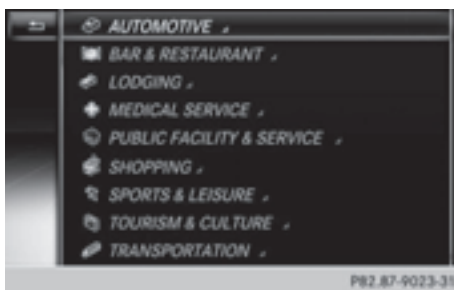 AUTOMOTIVE
BAR & RESTAURANT
LODGING
MEDICAL SERVICE
PUBLIC FACILITY & SERVICE
SHOPPING
SPORTS & LEISURE
TOURISM & CULTURE
TRANSPORTATION
P82.87-9023-31